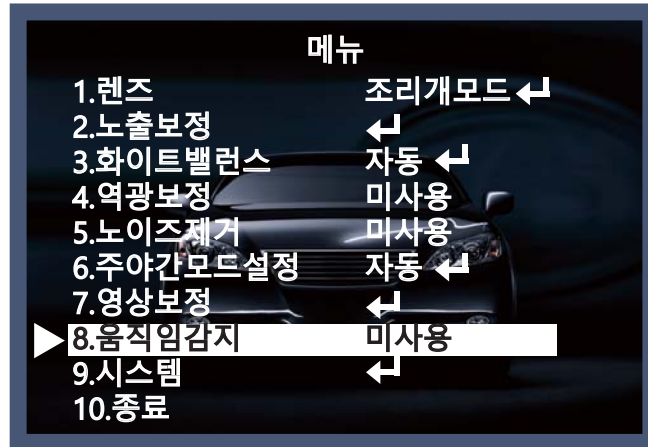 메뉴
1.렌즈 조리개모드 ↵
2.노출보정 ↵
3.화이트밸런스 자동 ↵
4.역광보정 미사용
5.노이즈제거 미사용
6.주야간모드설정 자동 ↵
7.영상보정 ↵
8.움직임감지 미사용
9.시스템 ↵
10.종료